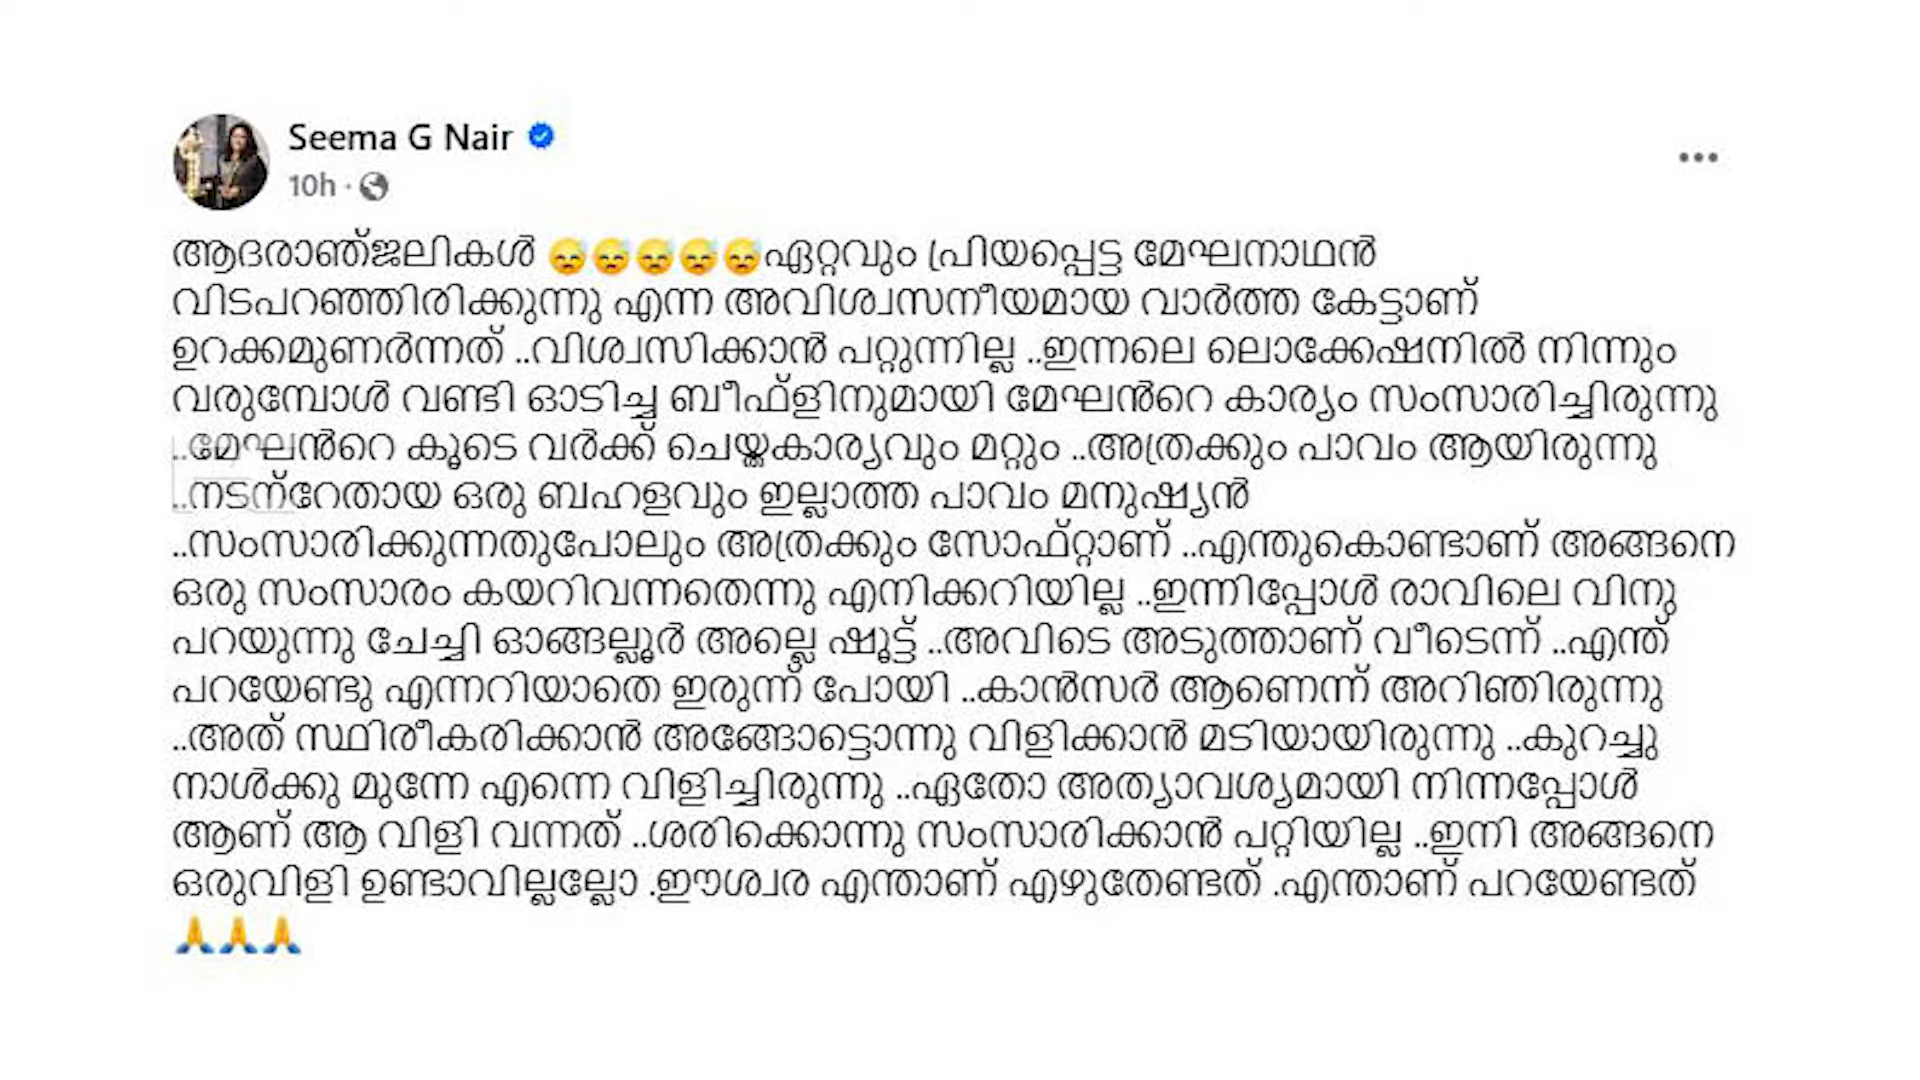 Seema G Nair
10h ·
ആദരാഞ്ജലികൾ 😅😅😅😅😅ഏറ്റവും പ്രിയപ്പെട്ട മേഘനാഥൻ
വിടപറഞ്ഞിരിക്കുന്നു എന്ന അവിശ്വസനീയമായ വാർത്ത കേട്ടാണ്
ഉറക്കമുണർന്നത് ..വിശ്വസിക്കാൻ പറ്റുന്നില്ല ..ഇന്നലെ ലൊക്കേഷനിൽ നിന്നും
വരുമ്പോൾ വണ്ടി ഓടിച്ച ബീഫ്ളിനുമായി മേഘൻറെ കാര്യം സംസാരിച്ചിരുന്നു
..മേഘൻറെ കൂടെ വർക്ക് ചെയ്തകാര്യവും മറ്റും ..അത്രക്കും പാവം ആയിരുന്നു
..നടന്റേതായ ഒരു ബഹളവും ഇല്ലാത്ത പാവം മനുഷ്യൻ
..സംസാരിക്കുന്നതുപോലും അത്രക്കും സോഫ്റ്റാണ് ..എന്തുകൊണ്ടാണ് അങ്ങനെ
ഒരു സംസാരം കയറിവന്നതെന്നു എനിക്കറിയില്ല ..ഇന്നിപ്പോൾ രാവിലെ വിനു
പറയുന്നു ചേച്ചി ഓങ്ങല്ലൂർ അല്ലെ ഷൂട്ട് ..അവിടെ അടുത്താണ് വീടെന്ന് ..എന്ത്
പറയേണ്ടു എന്നറിയാതെ ഇരുന്ന് പോയി ..കാൻസർ ആണെന്ന് അറിഞ്ഞിരുന്നു
..അത് സ്ഥിരീകരിക്കാൻ അങ്ങോട്ടൊന്നു വിളിക്കാൻ മടിയായിരുന്നു ..കുറച്ചു
നാൾക്കു മുന്നേ എന്നെ വിളിച്ചിരുന്നു ..ഏതോ അത്യാവശ്യമായി നിന്നപ്പോൾ
ആണ് ആ വിളി വന്നത് ..ശരിക്കൊന്നു സംസാരിക്കാൻ പറ്റിയില്ല ..ഇനി അങ്ങനെ
ഒരുവിളി ഉണ്ടാവില്ലല്ലോ .ഈശ്വര എന്താണ് എഴുതേണ്ടത് .എന്താണ് പറയേണ്ടത്
🙏🙏🙏